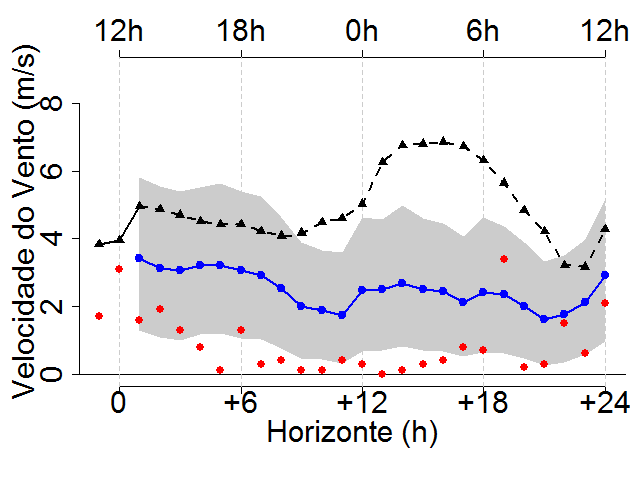 12h 18h 0h 6h 12h
Velocidade do Vento (m/s)
8
6
4
2
0
0 +6 +12 +18 +24
Horizonte (h)